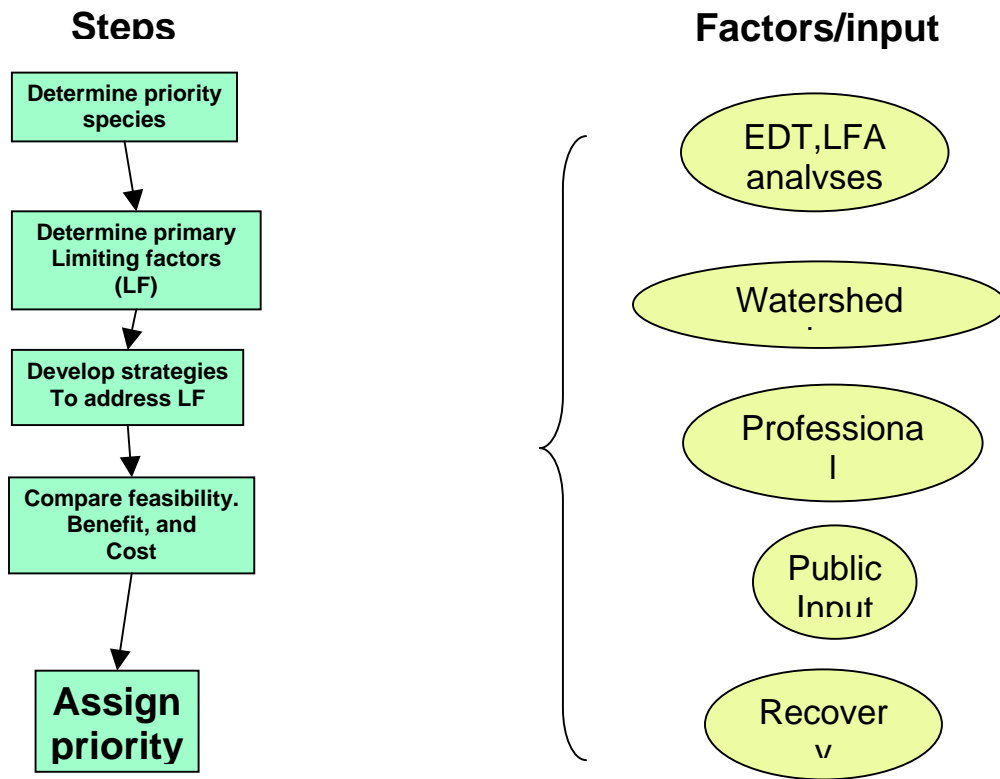 Steps
Determine priority
species
Determine primary
Limiting factors
(LF)
Develop strategies
To address LF
Compare feasibility.
Benefit, and
Cost
Assign
priority
Factors/input
EDT,LFA
analyses
Watershed
Professiona
l
Public
Input
Recover
y